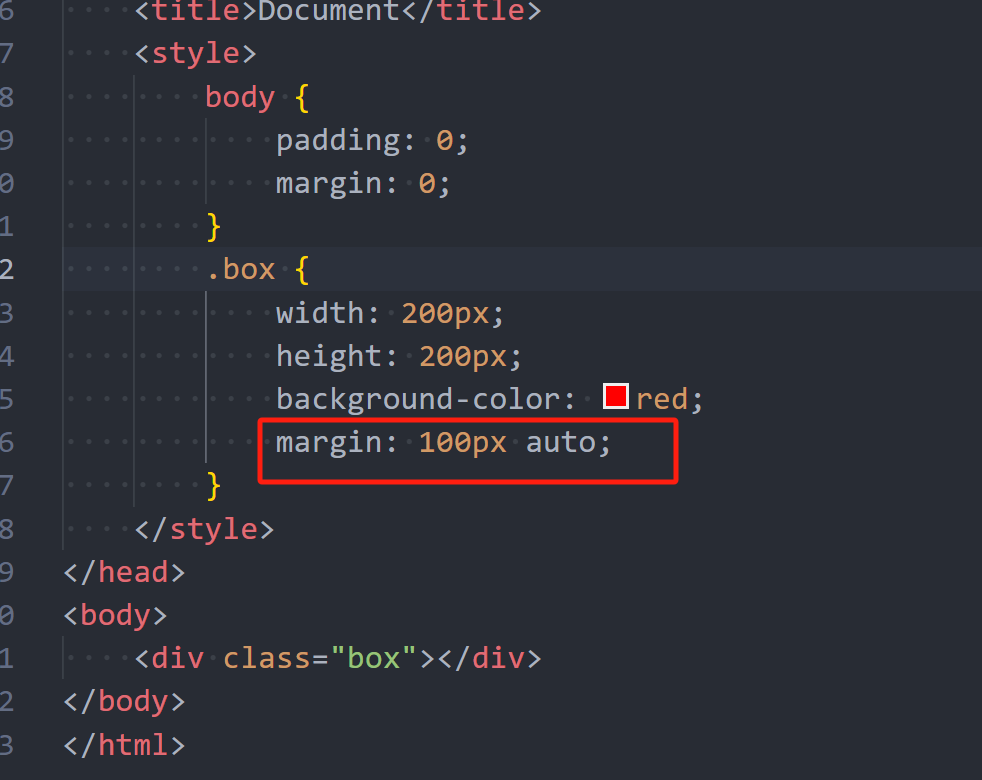 6 <title>Document</title>
7 <style>
8 body {
9 padding: 0;
0 margin: 0;
1 }
2 .box {
3 width: 200px;
4 height: 200px;
5 background-color: red;
6 margin: 100px auto;
7 }
8 </style>
9 </head>
0 <body>
1 <div class="box"></div>
2 </body>
3 </html>